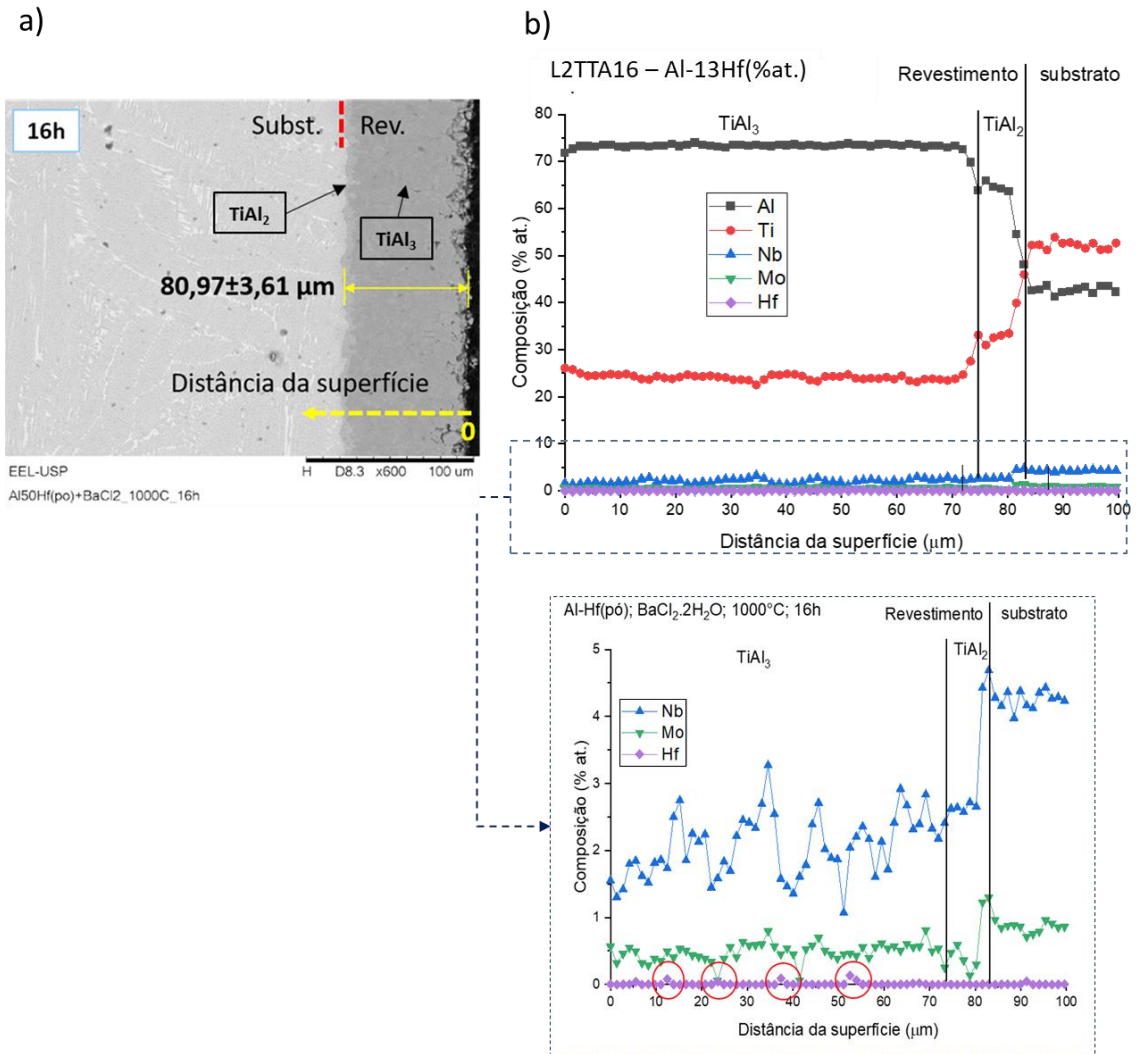 a)
b)
L2TTA16 – Al-13Hf(%at.)
Revestimento
substrato
16h
Subst.
Rev.
TiAl₂
TiAl₃
80,97±3,61 µm
Distância da superfície
0
EEL-USP
H D8.3 x600 100 um
Al50Hf(po)+BaCl2_1000C_16h
TiAl₃
TiAl₂
Al
Ti
Nb
Mo
Hf
Composição (% at.)
80
70
60
50
40
30
20
10
0
0 10 20 30 40 50 60 70 80 90 100
Distância da superfície (µm)
Al-Hf(pó); BaCl₂.2H₂O; 1000°C; 16h
Revestimento
substrato
TiAl₃
TiAl₂
Nb
Mo
Hf
Composição (% at.)
5
4
3
2
1
0
0 10 20 30 40 50 60 70 80 90 100
Distância da superfície (µm)